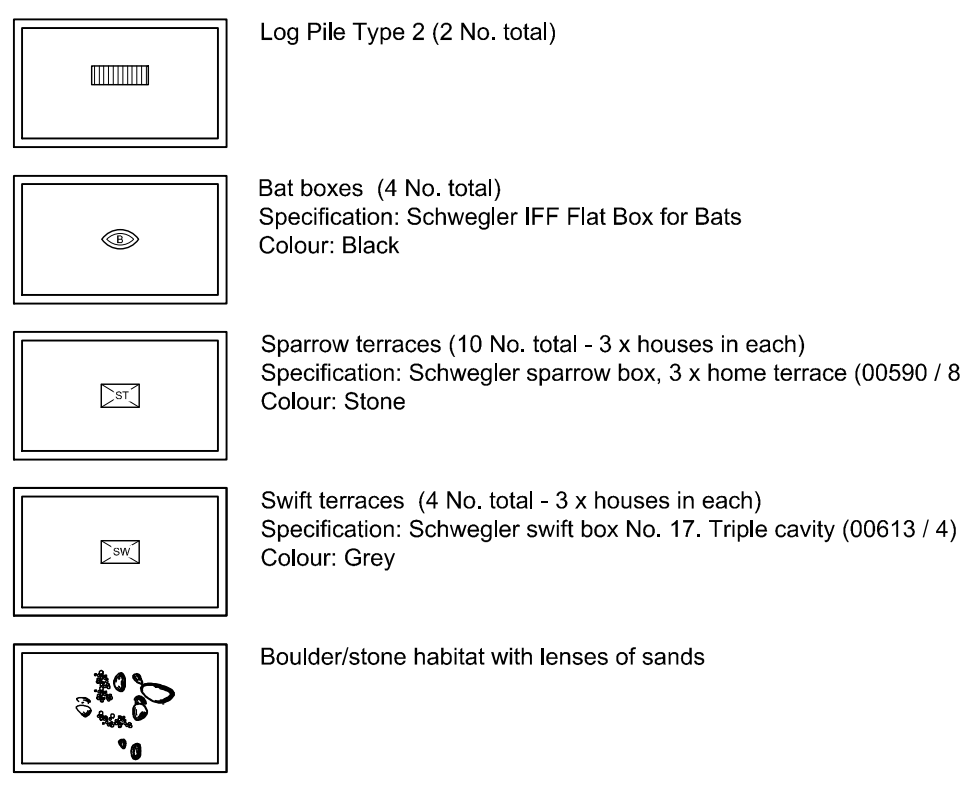 Log Pile Type 2 (2 No. total)
B
Bat boxes (4 No. total)
Specification: Schwegler IFF Flat Box for Bats
Colour: Black
ST
Sparrow terraces (10 No. total - 3 x houses in each)
Specification: Schwegler sparrow box, 3 x home terrace (00590 / 8
Colour: Stone
SW
Swift terraces (4 No. total - 3 x houses in each)
Specification: Schwegler swift box No. 17. Triple cavity (00613 / 4)
Colour: Grey
Boulder/stone habitat with lenses of sands